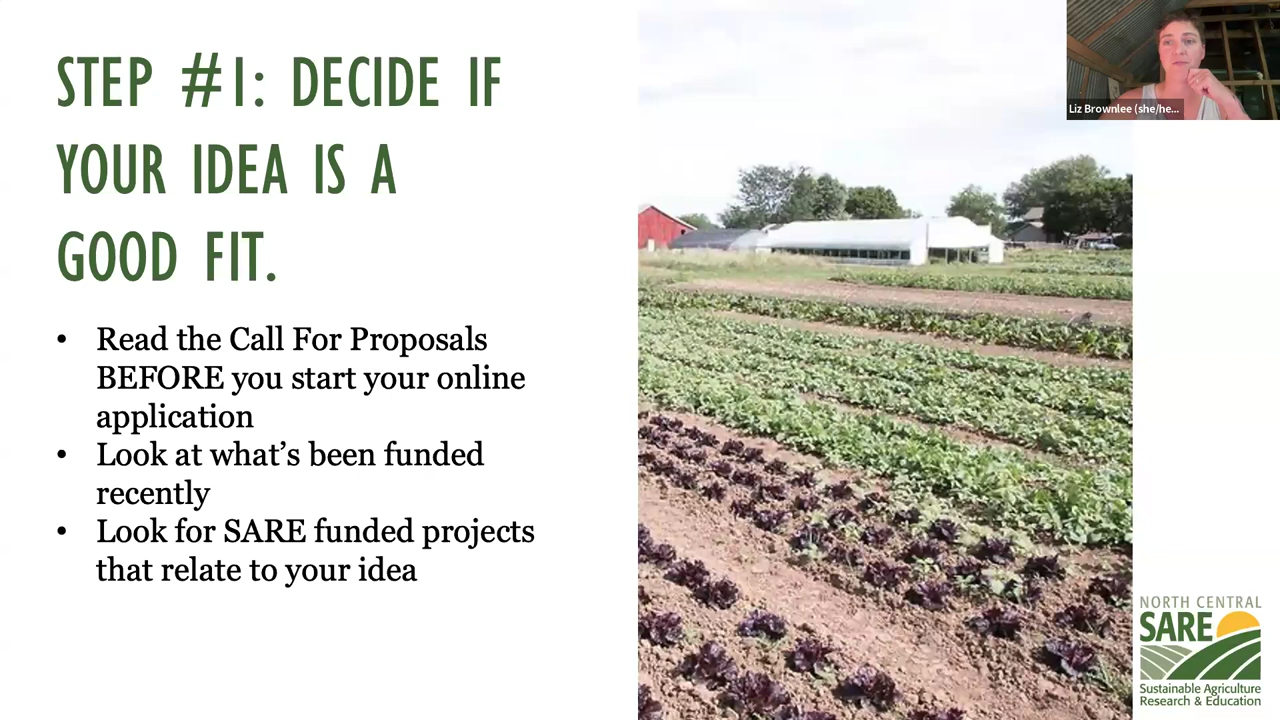 STEP #1: DECIDE IF
YOUR IDEA IS A
GOOD FIT.
• Read the Call For Proposals
BEFORE you start your online
application
• Look at what’s been funded
recently
• Look for SARE funded projects
that relate to your idea
Liz Brownlee (she/he...
NORTH CENTRAL
SARE
Sustainable Agriculture
Research & Education